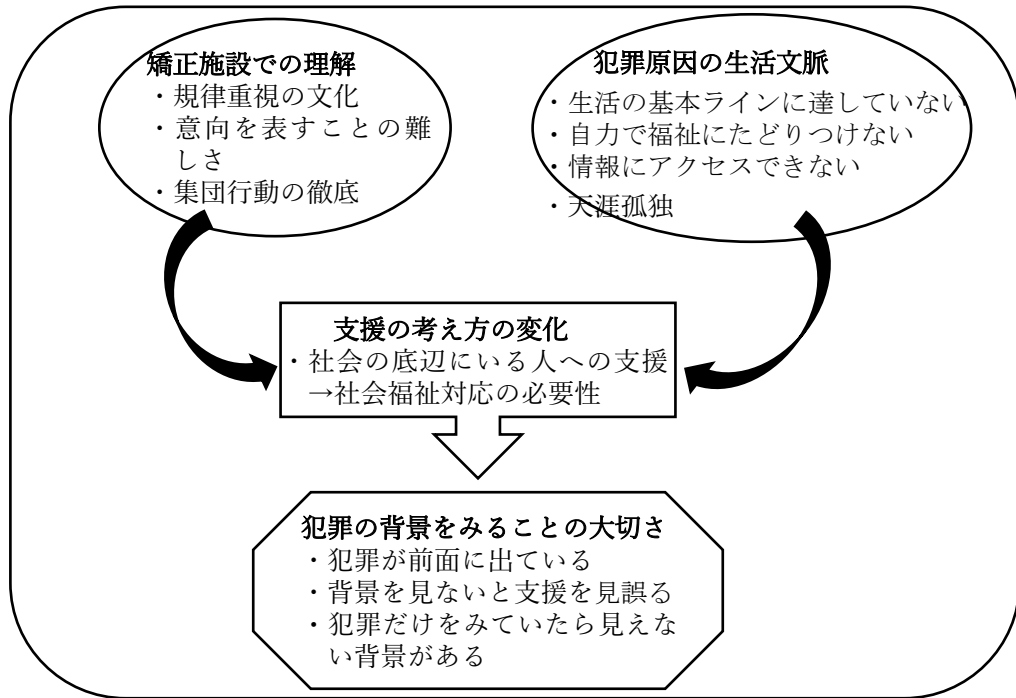 矯正施設での理解
・規律重視の文化
・意向を表すことの難
しさ
・集団行動の徹底
犯罪原因の生活文脈
・生活の基本ラインに達していない
・自力で福祉にたどりつけない
・情報にアクセスできない
・天涯孤独
支援の考え方の変化
・社会の底辺にいる人への支援
→社会福祉対応の必要性
犯罪の背景をみることの大切さ
・犯罪が前面に出ている
・背景を見ないと支援を見誤る
・犯罪だけをみていたら見えな
い背景がある